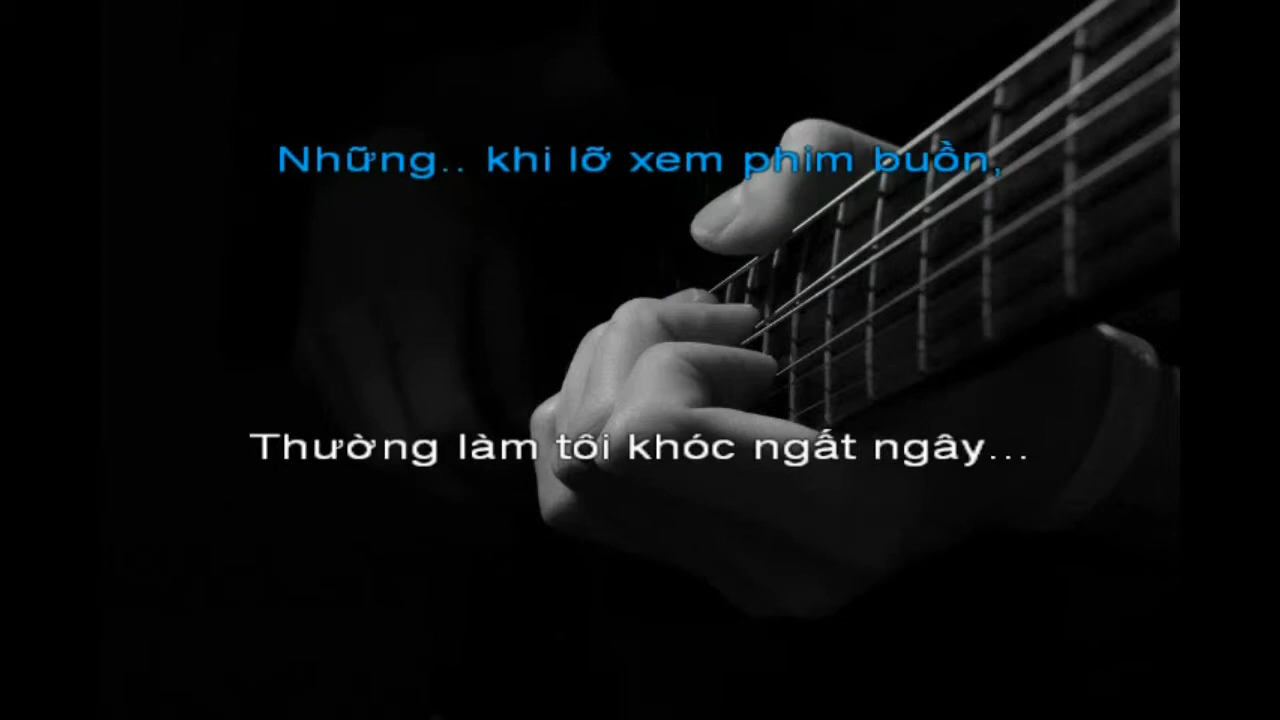 Những.. khi lỡ xem phim buồn,
Thường làm tôi khóc ngất ngây...